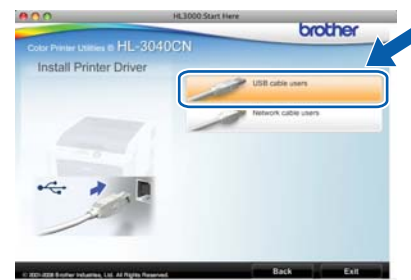 HL3000 Start Here
brother
Color Printer Utilities ® HL-3040CN
Install Printer Driver
USB cable users
Network cable users
© 2001-2008 Brother Industries, Ltd. All Rights Reserved.
Back
Exit